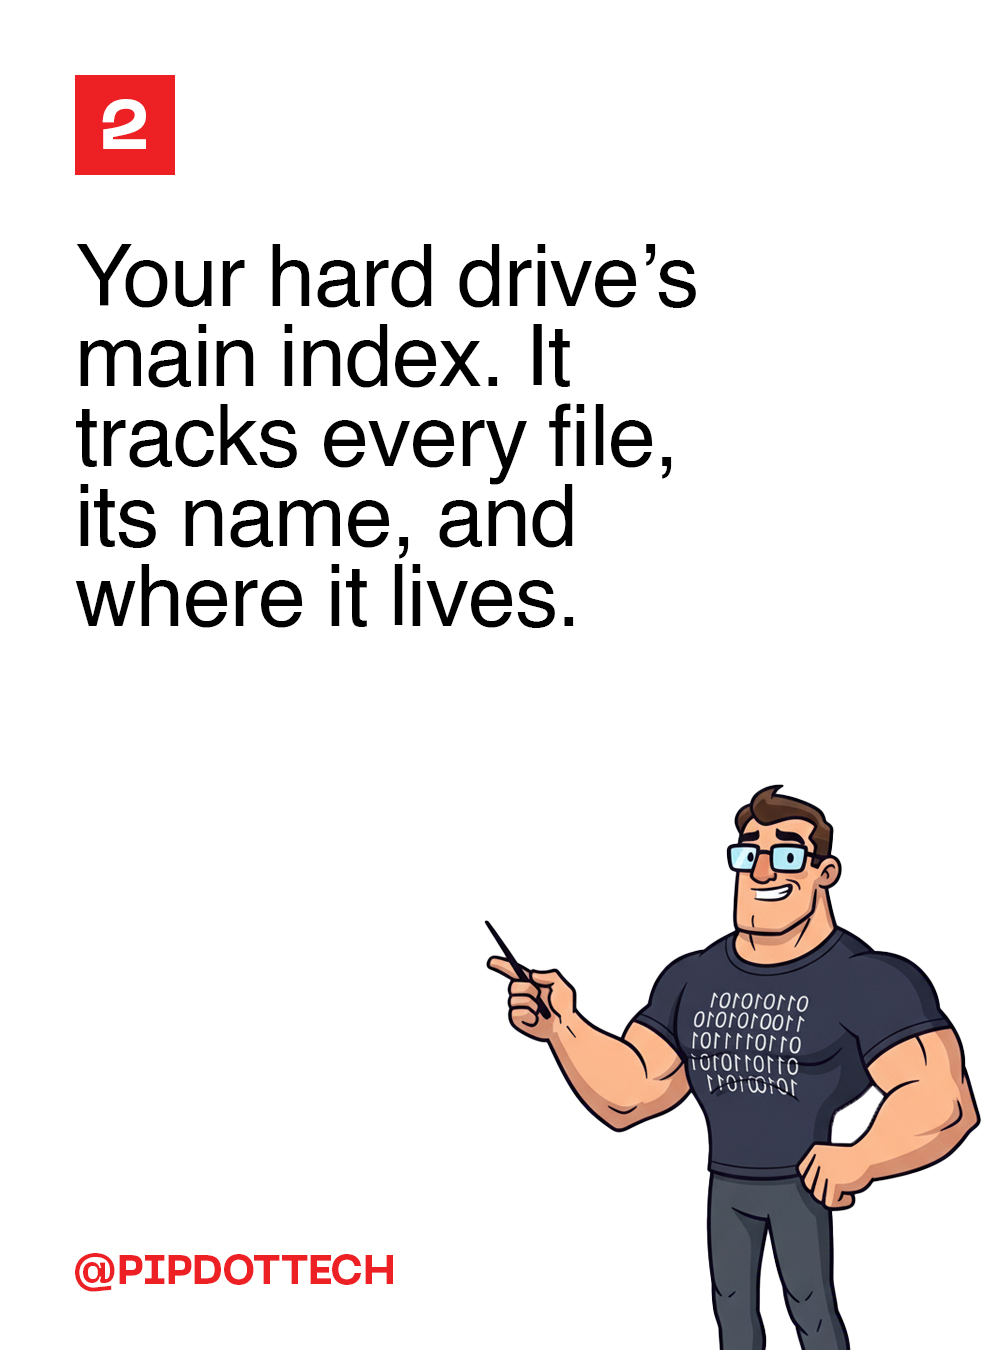 2
Your hard drive’s
main index. It
tracks every file,
its name, and
where it lives.
@PIPDOTTECH